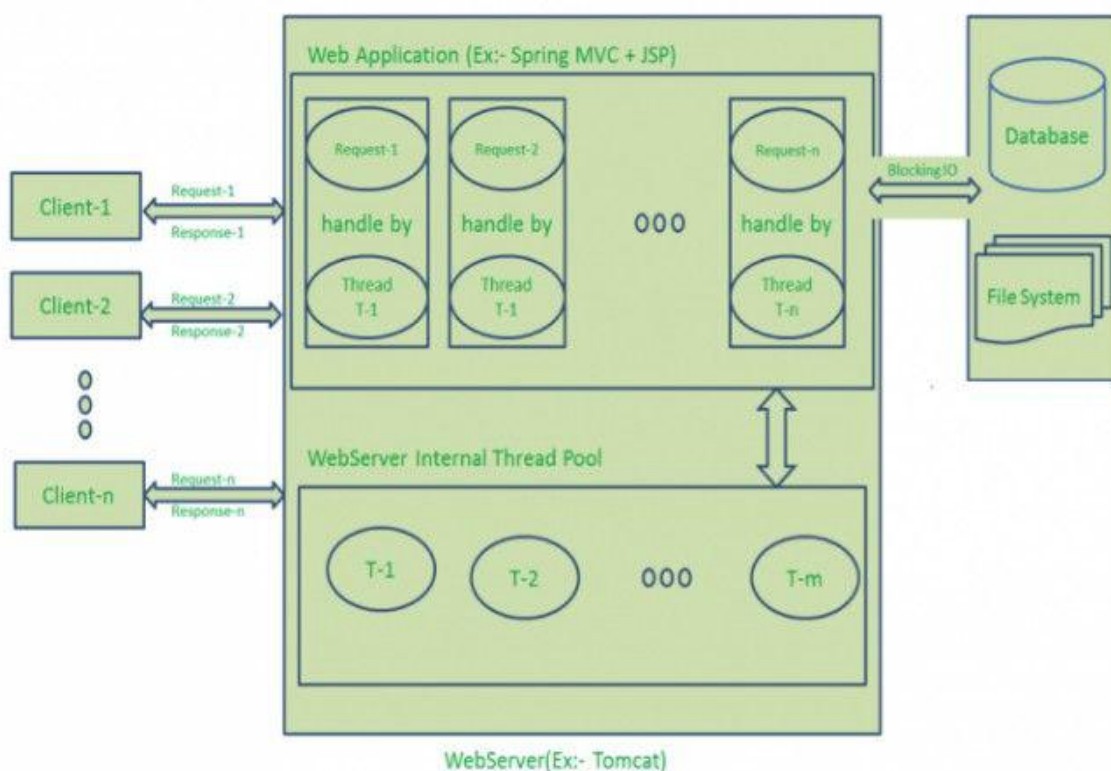 Web Application (Ex:- Spring MVC + JSP)
Request-1
handle by
Thread
T-1
Request-2
handle by
Thread
T-1
ooo
Request-n
handle by
Thread
T-n
Client-1
Request-1
Response-1
Client-2
Request-2
Response-2
Client-n
Request-n
Response-n
Blocking IO
Database
File System
WebServer Internal Thread Pool
T-1
T-2
ooo
T-m
WebServer(Ex:- Tomcat)